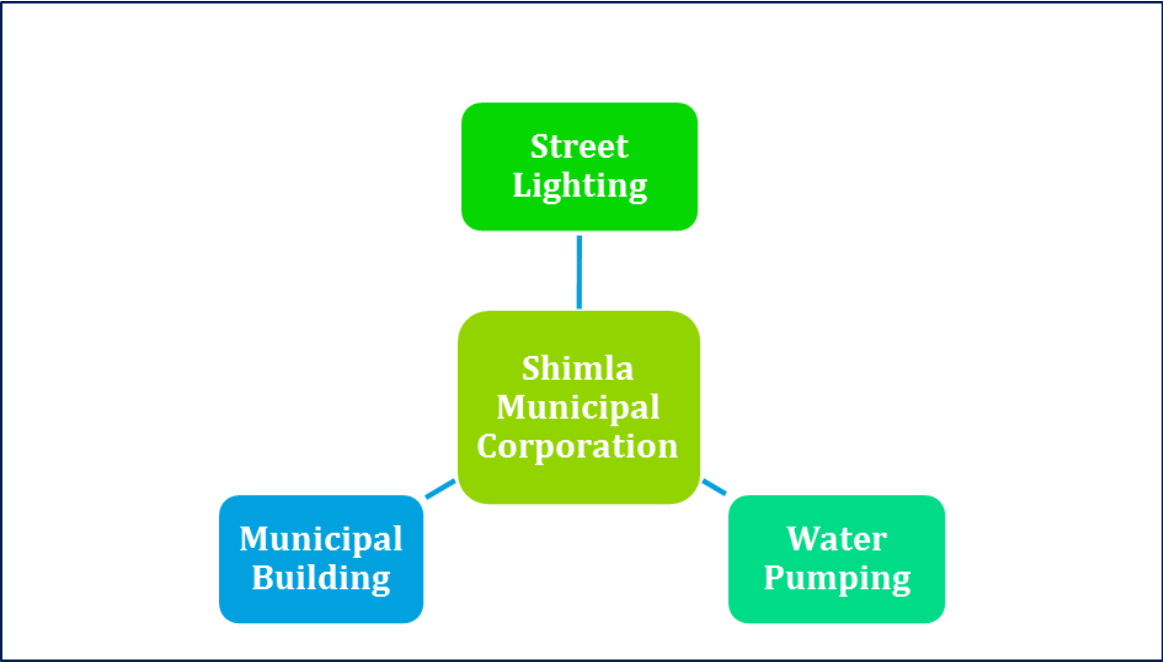 Street
Lighting
Shimla
Municipal
Corporation
Municipal
Building
Water
Pumping